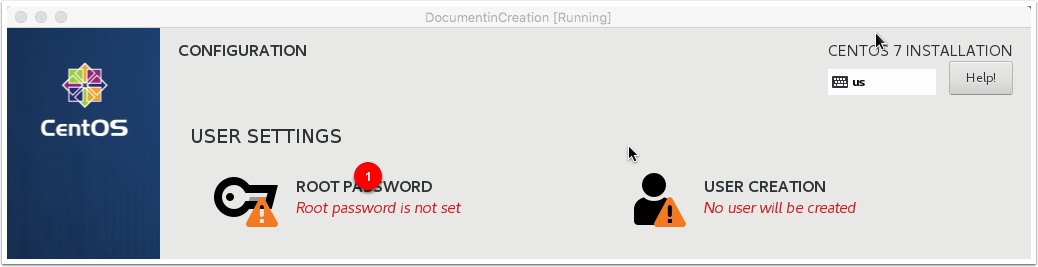 DocumentinCreation [Running]
CONFIGURATION
CENTOS 7 INSTALLATION
us
Help!
CentOS
USER SETTINGS
1
ROOT PASSWORD
Root password is not set
USER CREATION
No user will be created